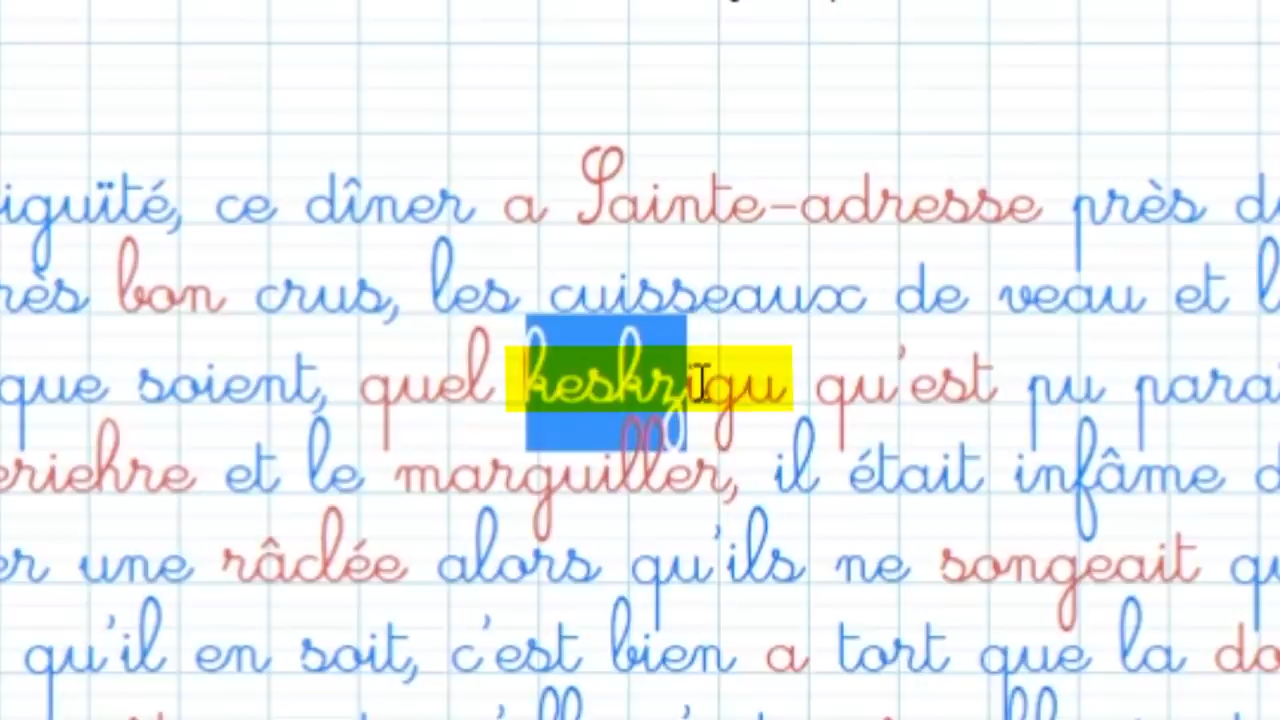 iguïté, ce dîner a Sainte-adresse près d
rès bon crus, les cuisseaux de veau et l
que soient, quel keskzigu qu'est pu para
eriehre et le marguiller, il était infâme d
er une râclée alors qu'ils ne songeait qu
qu'il en soit, c'est bien a tort que la do